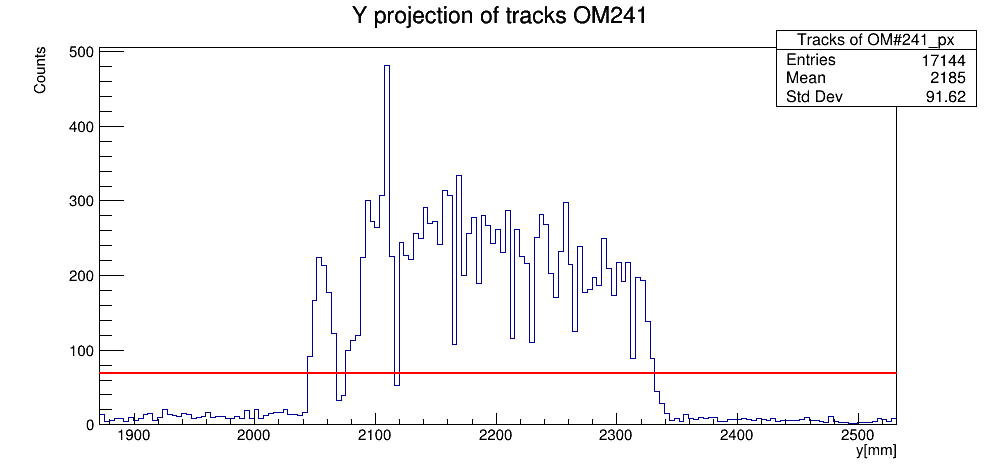 Y projection of tracks OM241
Tracks of OM#241_px
Entries 17144
Mean 2185
Std Dev 91.62
Counts
500
400
300
200
100
0
1900 2000 2100 2200 2300 2400 2500
y[mm]